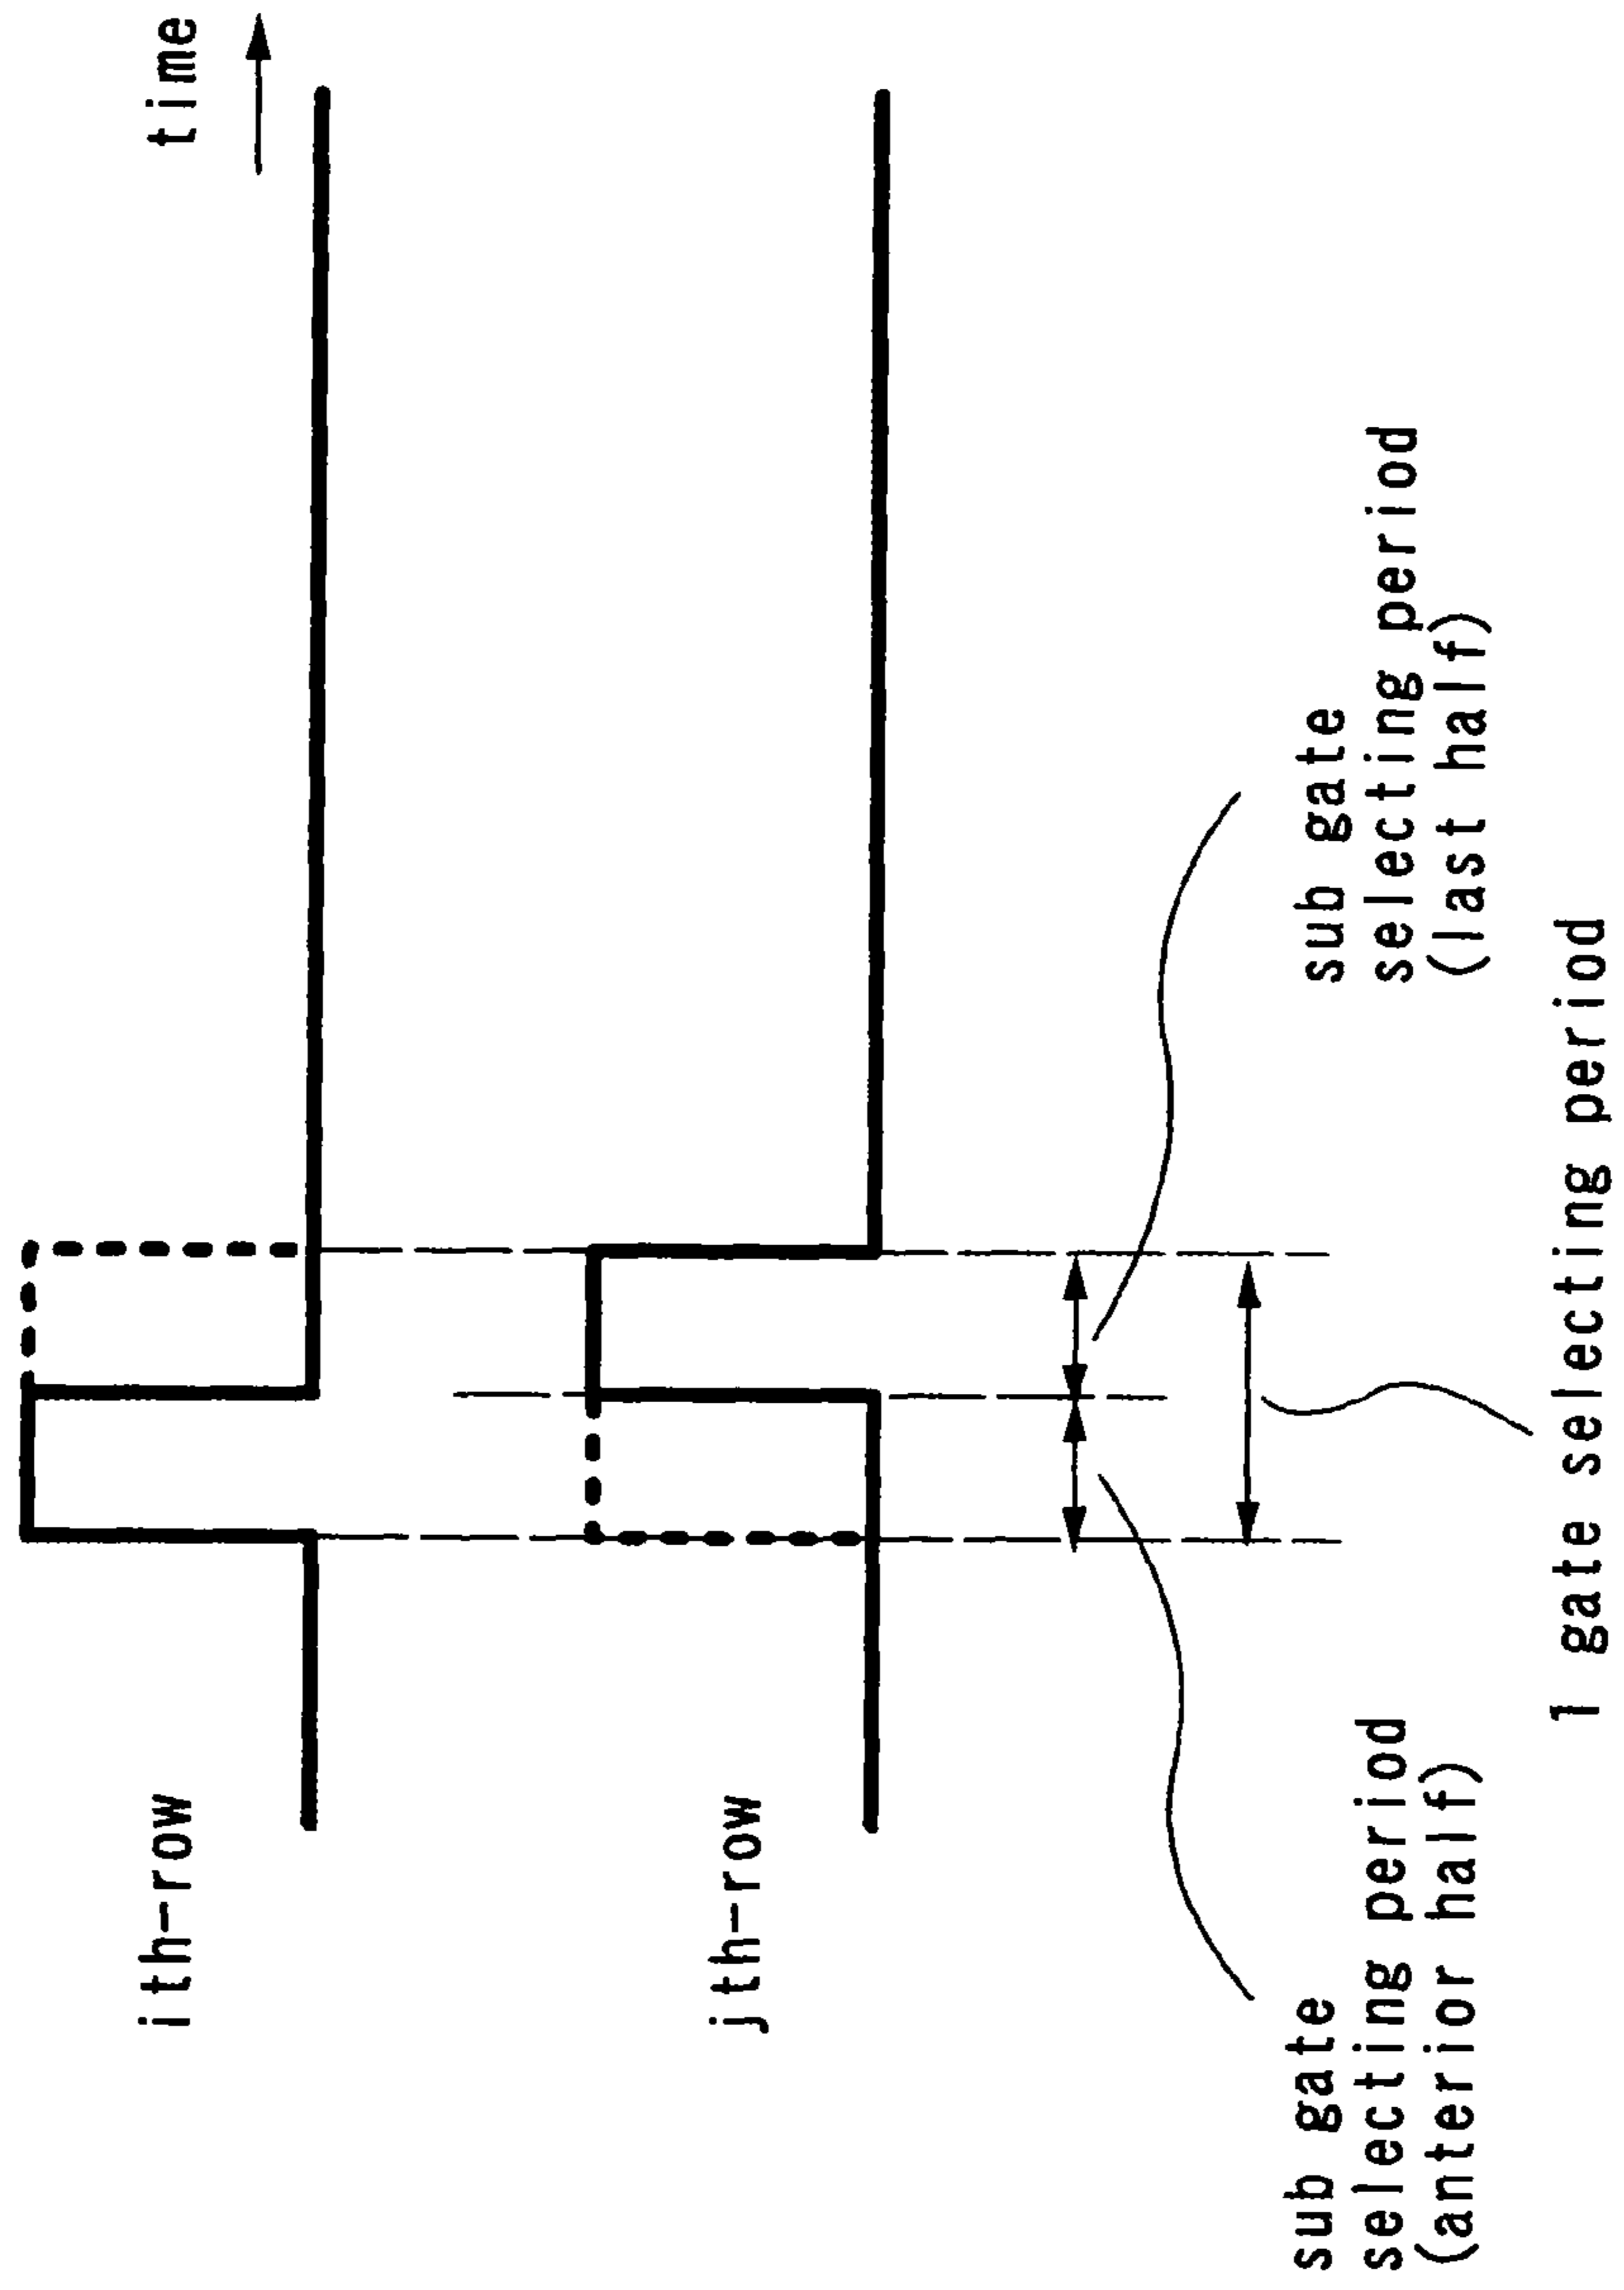 time
ith-row
jth-row
sub gate
selecting period
(anterior half)
sub gate
selecting period
(last half)
1 gate selecting period